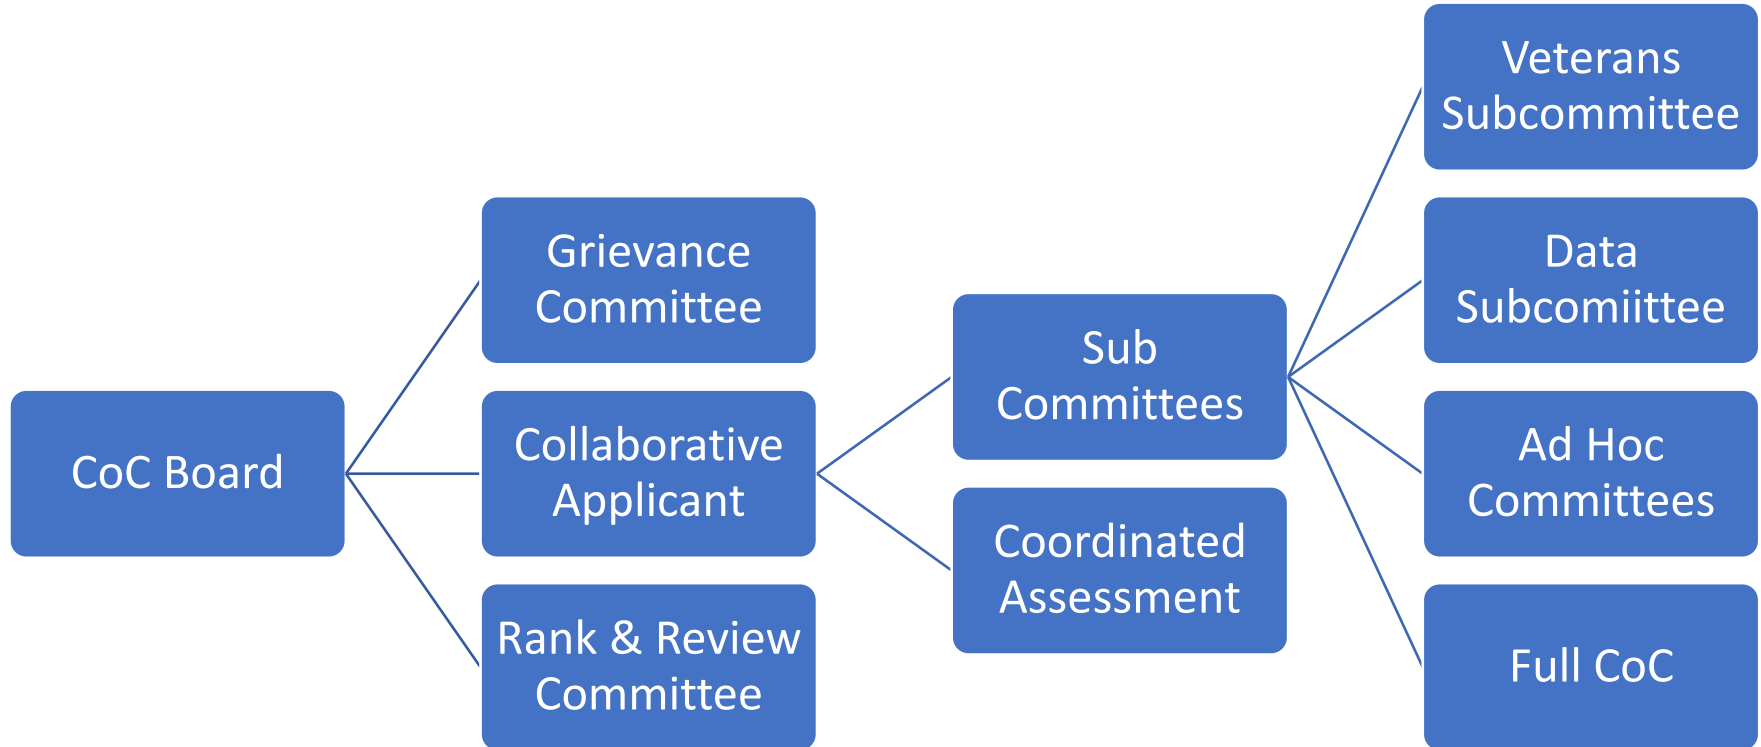 CoC Board
Grievance
Committee
Collaborative
Applicant
Rank & Review
Committee
Sub
Committees
Coordinated
Assessment
Veterans
Subcommittee
Data
Subcomiittee
Ad Hoc
Committees
Full CoC